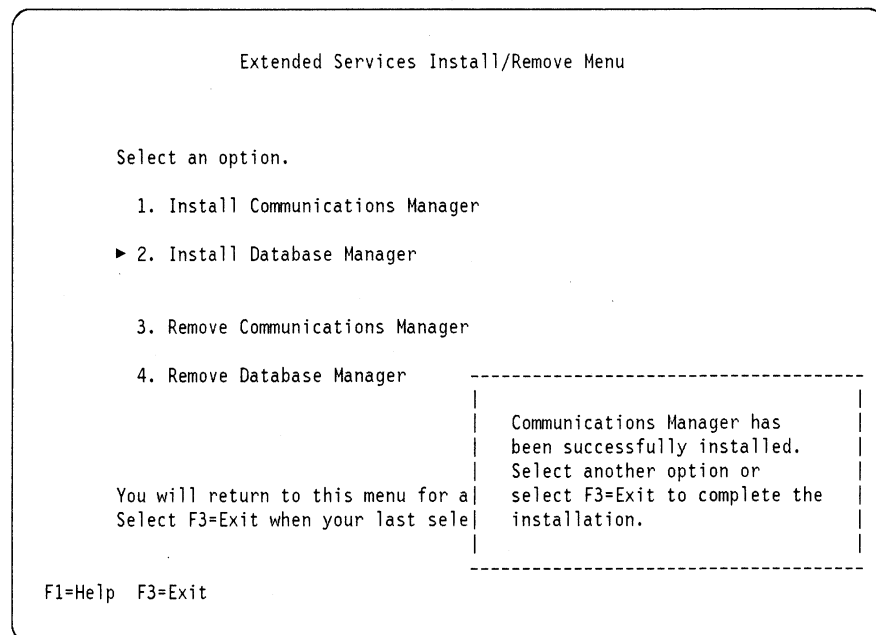 Extended Services Install/Remove Menu
Select an option.
1. Install Communications Manager
► 2. Install Database Manager
3. Remove Communications Manager
4. Remove Database Manager
Communications Manager has
been successfully installed.
Select another option or
select F3=Exit to complete the
installation.
You will return to this menu for a
Select F3=Exit when your last sele
F1=Help F3=Exit